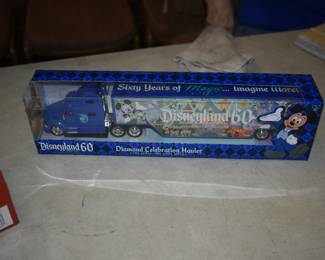 Sixty Years of Magic... Imagine More!
Disneyland 60
Disneyland 60
Diamond Celebration Hauler